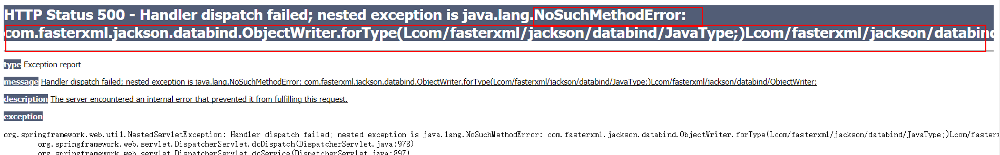 HTTP Status 500 - Handler dispatch failed; nested exception is java.lang.NoSuchMethodError:
com.fasterxml.jackson.databind.ObjectWriter.forType(Lcom/fasterxml/jackson/databind/JavaType;)Lcom/fasterxml/jackson/databind
type Exception report
message Handler dispatch failed; nested exception is java.lang.NoSuchMethodError: com.fasterxml.jackson.databind.ObjectWriter.forType(Lcom/fasterxml/jackson/databind/JavaType;)Lcom/fasterxml/jackson/databind/ObjectWriter;
description The server encountered an internal error that prevented it from fulfilling this request.
exception
org.springframework.web.util.NestedServletException: Handler dispatch failed; nested exception is java.lang.NoSuchMethodError: com.fasterxml.jackson.databind.ObjectWriter.forType(Lcom/fasterxml/jackson/databind/JavaType;)Lcom/fasterx
org.springframework.web.servlet.DispatcherServlet.doDispatch(DispatcherServlet.java:978)
org.springframework.web.servlet.DispatcherServlet.doService(DispatcherServlet.java:897)